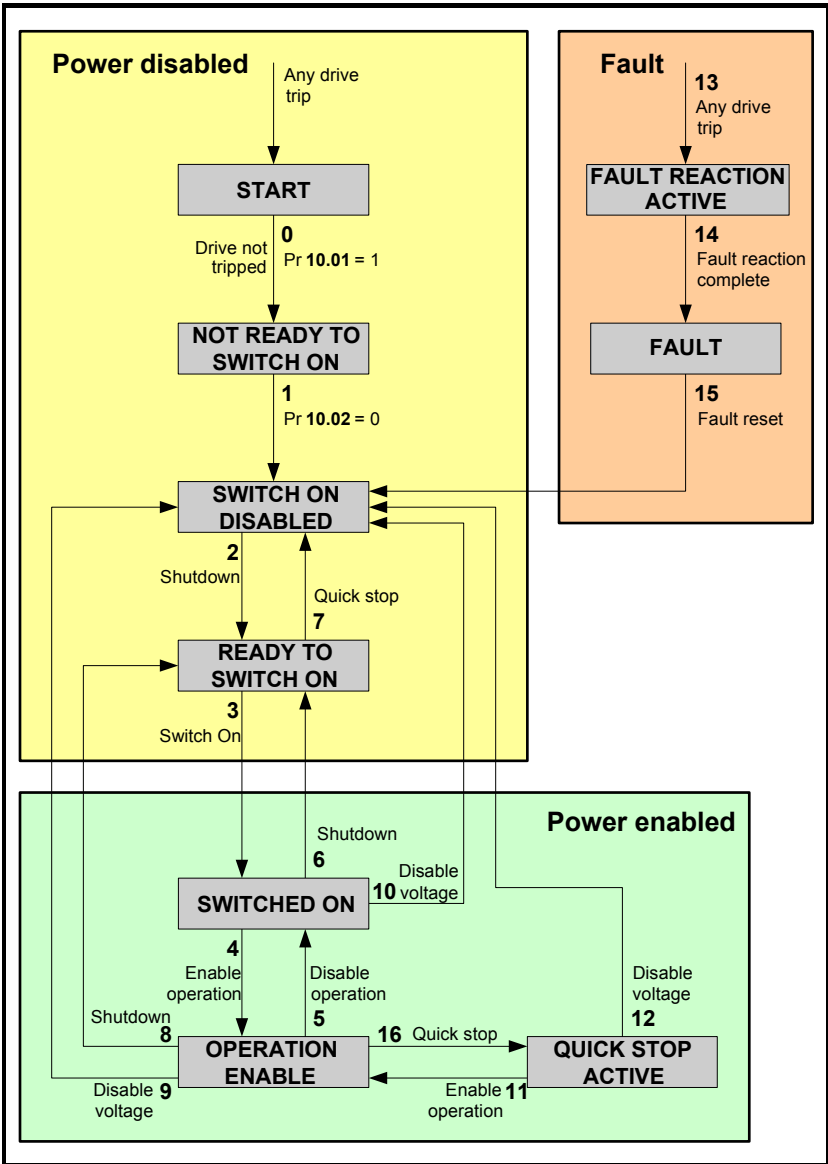 Power disabled
Any drive
trip
START
0
Drive not
tripped
Pr 10.01 = 1
NOT READY TO
SWITCH ON
1
Pr 10.02 = 0
SWITCH ON
DISABLED
2
Shutdown
Quick stop
7
READY TO
SWITCH ON
3
Switch On
Fault
13
Any drive
trip
FAULT REACTION
ACTIVE
14
Fault reaction
complete
FAULT
15
Fault reset
Power enabled
Shutdown
6
Disable
10 voltage
SWITCHED ON
4
Enable
operation
Disable
operation
5
Shutdown
8
OPERATION
ENABLE
16 Quick stop
Disable
voltage
12
QUICK STOP
ACTIVE
Disable 9
voltage
Enable 11
operation